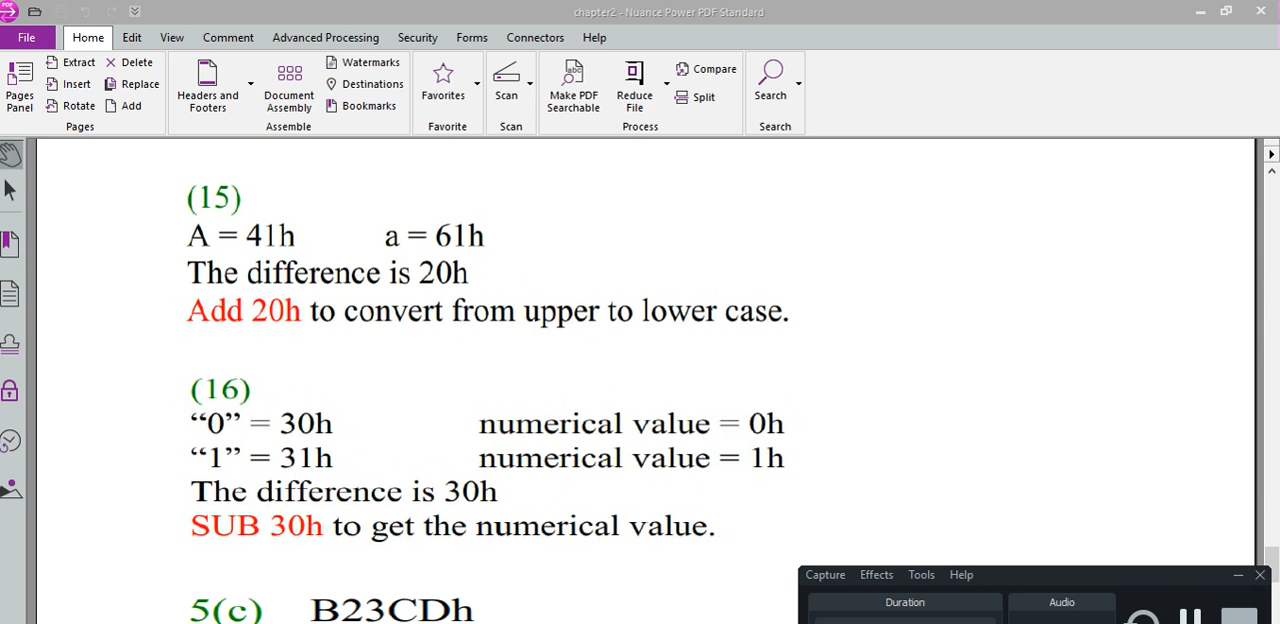 PDF
chapter2 - Nuance Power PDF Standard
File Home Edit View Comment Advanced Processing Security Forms Connectors Help
Pages Panel
Extract Delete
Insert Replace
Rotate Add
Pages
Headers and Footers
Document Assembly
Watermarks
Destinations
Bookmarks
Assemble
Favorites
Favorite
Scan
Scan
Make PDF Searchable
Reduce File
Compare
Split
Process
Search
Search
(15)
A = 41h a = 61h
The difference is 20h
Add 20h to convert from upper to lower case.
(16)
“0” = 30h numerical value = 0h
“1” = 31h numerical value = 1h
The difference is 30h
SUB 30h to get the numerical value.
5(c) B23CDh
Capture Effects Tools Help
Duration Audio